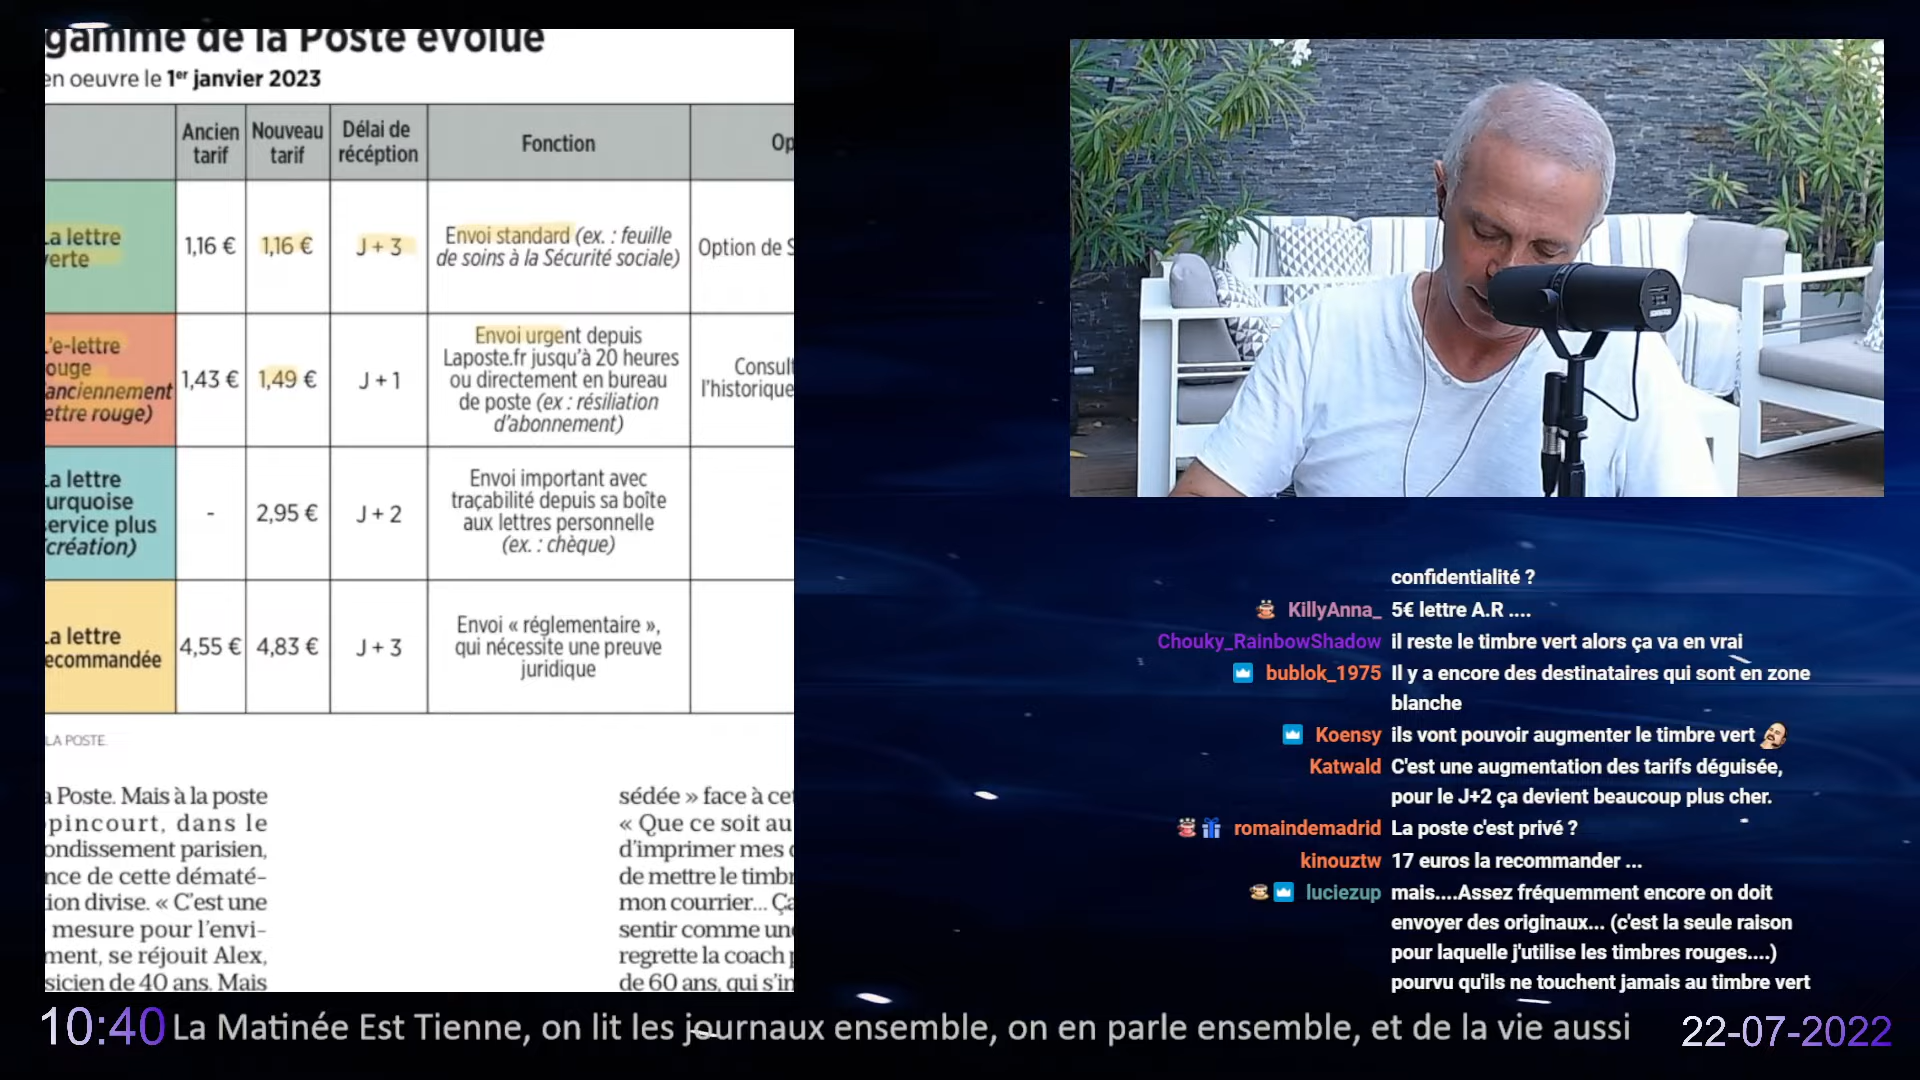 gamme de la Poste évolue
en oeuvre le 1er janvier 2023
Ancien tarif
Nouveau tarif
Délai de récéption
Fonction
Op
La lettre
verte
1,16 €
1,16 €
J + 3
Envoi standard (ex. : feuille
de soins à la Sécurité sociale)
Option de S
L'e-lettre
rouge
anciennement
lettre rouge)
1,43 €
1,49 €
J + 1
Envoi urgent depuis
Laposte.fr jusqu'à 20 heures
ou directement en bureau
de poste (ex : résiliation
d'abonnement)
Consul
l'historique
La lettre
urquoise
service plus
(création)
-
2,95 €
J + 2
Envoi important avec
traçabilité depuis sa boîte
aux lettres personnelle
(ex. : chèque)
La lettre
ecommandée
4,55 €
4,83 €
J + 3
Envoi « réglementaire »,
qui nécessite une preuve
juridique
LA POSTE.
a Poste. Mais à la poste
pincourt, dans le
ondissement parisien,
nce de cette dématé-
ion divise. « C'est une
mesure pour l'envi-
ment, se réjouit Alex,
sicien de 40 ans. Mais
sédée » face à cet
« Que ce soit au
d'imprimer mes
de mettre le timb
mon courrier... Ça
sentir comme un
regrette la coach
de 60 ans, qui s'in
confidentialité ?
KillyAnna_ 5€ lettre A.R ....
Chouky_RainbowShadow il reste le timbre vert alors ça va en vrai
bublok_1975 Il y a encore des destinataires qui sont en zone
blanche
Koensy ils vont pouvoir augmenter le timbre vert
Katwald C'est une augmentation des tarifs déguisée,
pour le J+2 ça devient beaucoup plus cher.
romaindemadrid La poste c'est privé ?
kinouztw 17 euros la recommander ...
luciezup mais....Assez fréquemment encore on doit
envoyer des originaux... (c'est la seule raison
pour laquelle j'utilise les timbres rouges....)
pourvu qu'ils ne touchent jamais au timbre vert
10:40 La Matinée Est Tienne, on lit les journaux ensemble, on en parle ensemble, et de la vie aussi 22-07-2022